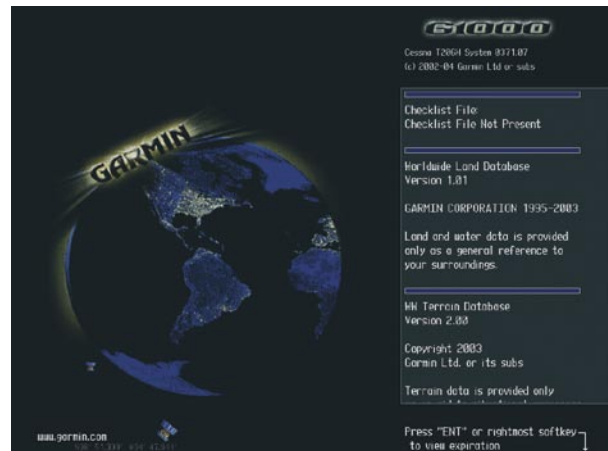 G1000
Cessna T206H System 0371.07
(c) 2002-04 Garmin Ltd or subs
GARMIN
Checklist File:
Checklist File Not Present
Worldwide Land Database
Version 1.01
GARMIN CORPORATION 1995-2003
Land and water data is provided
only as a general reference to
your surroundings.
WW Terrain Database
Version 2.00
Copyright 2003
Garmin Ltd. or its subs
Terrain data is provided only
www.garmin.com
Press "ENT" or rightmost softkey
to view expiration